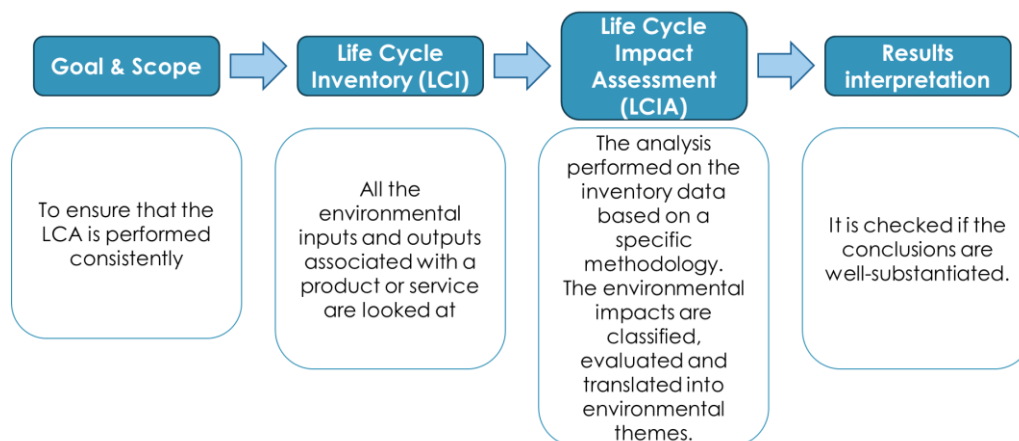 Goal & Scope
To ensure that the
LCA is performed
consistently
Life Cycle
Inventory (LCI)
All the
environmental
inputs and outputs
associated with a
product or service
are looked at
Life Cycle
Impact
Assessment
(LCIA)
The analysis
performed on the
inventory data
based on a
specific
methodology.
The environmental
impacts are
classified,
evaluated and
translated into
environmental
themes.
Results
interpretation
It is checked if the
conclusions are
well-substantiated.